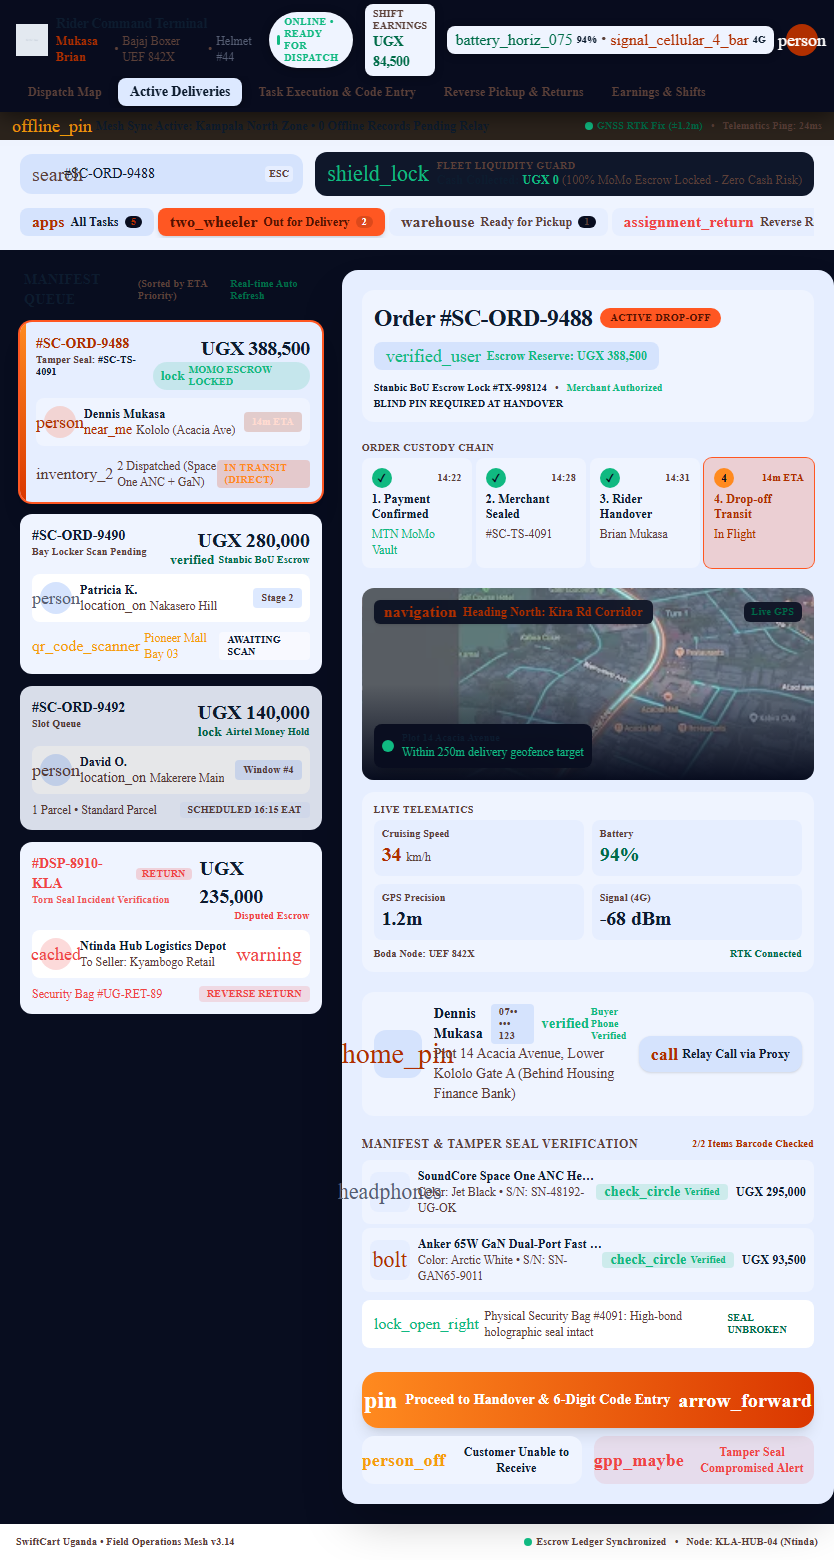 Rider Command Terminal
Mukasa Brian • Bajaj Boxer UEF 842X • Helmet #44
ONLINE • READY FOR DISPATCH
SHIFT EARNINGS
UGX 84,500
battery_horiz_075 94% • signal_cellular_4_bar 4G
person
Dispatch Map
Active Deliveries
Task Execution & Code Entry
Reverse Pickup & Returns
Earnings & Shifts
offline_pin Mesh Sync Active: Kampala North Zone • 0 Offline Records Pending Relay
GNSS RTK Fix (±1.2m) • Telematics Ping: 24ms
search #SC-ORD-9488 ESC
shield_lock FLEET LIQUIDITY GUARD
UGX 0 (100% MoMo Escrow Locked - Zero Cash Risk)
apps All Tasks 5
two_wheeler Out for Delivery 2
warehouse Ready for Pickup 1
assignment_return Reverse R
MANIFEST QUEUE
(Sorted by ETA Priority)
Real-time Auto Refresh
#SC-ORD-9488
Tamper Seal: #SC-TS-4091
UGX 388,500
lock MOMO ESCROW LOCKED
person Dennis Mukasa
near_me Kololo (Acacia Ave)
14m ETA
inventory_2 2 Dispatched (Space One ANC + GaN)
IN TRANSIT (DIRECT)
#SC-ORD-9490
Bay Locker Scan Pending
UGX 280,000
verified Stanbic BoU Escrow
person Patricia K.
location_on Nakasero Hill
Stage 2
qr_code_scanner Pioneer Mall Bay 03
AWAITING SCAN
#SC-ORD-9492
Slot Queue
UGX 140,000
lock Airtel Money Hold
person David O.
location_on Makerere Main
Window #4
1 Parcel • Standard Parcel
SCHEDULED 16:15 EAT
#DSP-8910-KLA
RETURN
Torn Seal Incident Verification
UGX 235,000
Disputed Escrow
cached Ntinda Hub Logistics Depot
To Seller: Kyambogo Retail
warning
Security Bag #UG-RET-89
REVERSE RETURN
Order #SC-ORD-9488 ACTIVE DROP-OFF
verified_user Escrow Reserve: UGX 388,500
Stanbic BoU Escrow Lock #TX-998124 • Merchant Authorized
BLIND PIN REQUIRED AT HANDOVER
ORDER CUSTODY CHAIN
✓ 14:22
1. Payment Confirmed
MTN MoMo Vault
✓ 14:28
2. Merchant Sealed
#SC-TS-4091
✓ 14:31
3. Rider Handover
Brian Mukasa
4 14m ETA
4. Drop-off Transit
In Flight
navigation Heading North: Kira Rd Corridor
Live GPS
Plot 14 Acacia Avenue
Within 250m delivery geofence target
LIVE TELEMATICS
Cruising Speed
34 km/h
Battery
94%
GPS Precision
1.2m
Signal (4G)
-68 dBm
Boda Node: UEF 842X
RTK Connected
home_pin
Dennis Mukasa
07•• ••• 123
verified Buyer Phone Verified
Plot 14 Acacia Avenue, Lower Kololo Gate A (Behind Housing Finance Bank)
call Relay Call via Proxy
MANIFEST & TAMPER SEAL VERIFICATION
2/2 Items Barcode Checked
headphones SoundCore Space One ANC He...
Color: Jet Black • S/N: SN-48192-UG-OK
check_circle Verified
UGX 295,000
bolt Anker 65W GaN Dual-Port Fast ...
Color: Arctic White • S/N: SN-GAN65-9011
check_circle Verified
UGX 93,500
lock_open_right Physical Security Bag #4091: High-bond holographic seal intact
SEAL UNBROKEN
pin Proceed to Handover & 6-Digit Code Entry arrow_forward
person_off Customer Unable to Receive
gpp_maybe Tamper Seal Compromised Alert
SwiftCart Uganda • Field Operations Mesh v3.14
Escrow Ledger Synchronized • Node: KLA-HUB-04 (Ntinda)